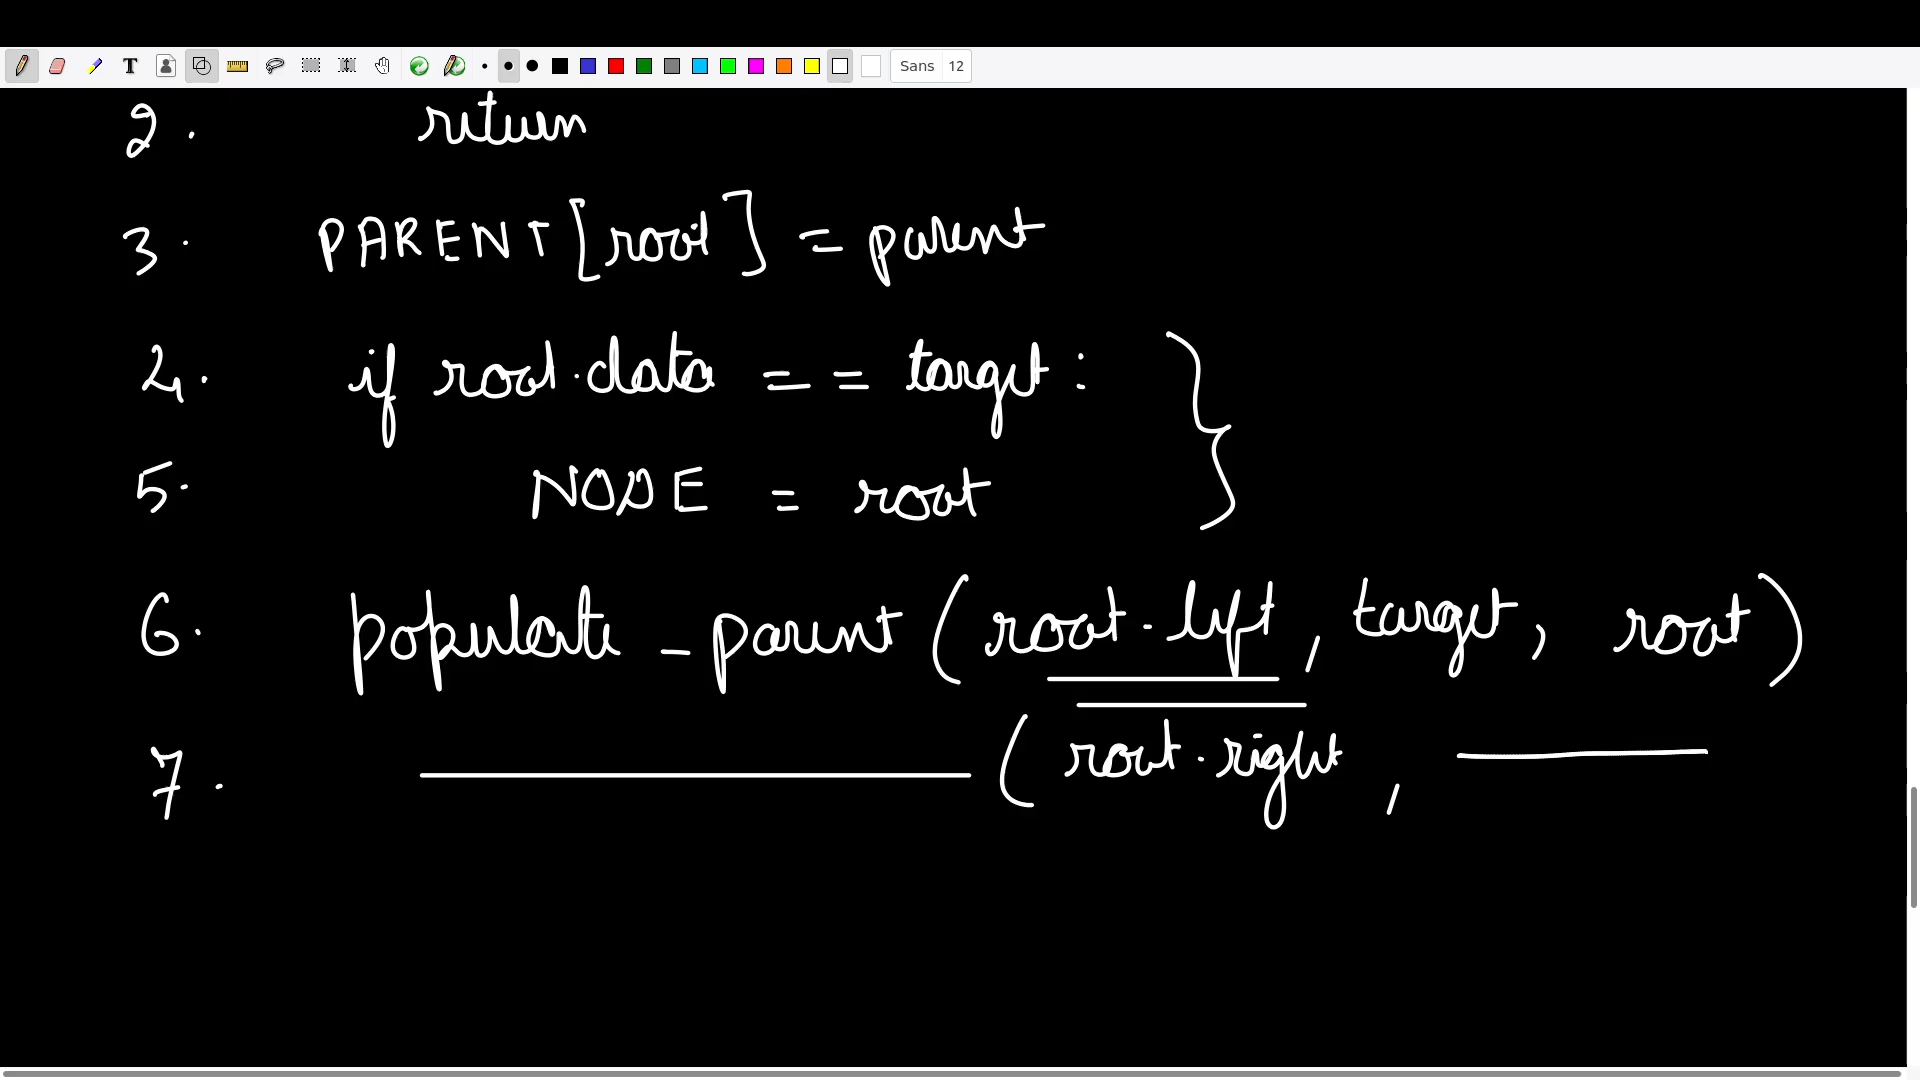 T Sans 12
2. return
3. PARENT[root] = parent
4. if root.data == target:
5. NODE = root
6. populate_parent(root.left, target, root)
7. (root.right,